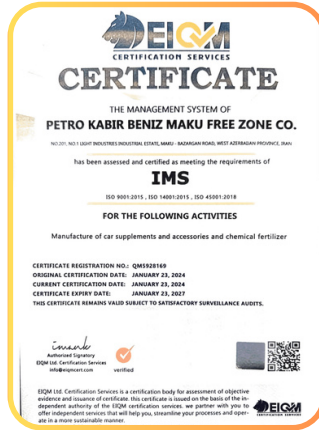 EIQM
CERTIFICATION SERVICES
CERTIFICATE
THE MANAGEMENT SYSTEM OF
PETRO KABIR BENIZ MAKU FREE ZONE CO.
NO.201, NO.1 LIGHT INDUSTRIES INDUSTRIAL ESTATE, MAKU - BAZARGAN ROAD, WEST AZERBAIJAN PROVINCE, IRAN
has been assessed and certified as meeting the requirements of
IMS
ISO 9001:2015 , ISO 14001:2015 , ISO 45001:2018
FOR THE FOLLOWING ACTIVITIES
Manufacture of car supplements and accessories and chemical fertilizer
CERTIFICATE REGISTRATION NO.: QMS928169
ORIGINAL CERTIFICATION DATE: JANUARY 23, 2024
CURRENT CERTIFICATION DATE: JANUARY 23, 2024
CERTIFICATE EXPIRY DATE: JANUARY 23, 2027
THIS CERTIFICATE REMAINS VALID SUBJECT TO SATISFACTORY SURVEILLANCE AUDITS.
Authorized Signatory
EIQM Ltd. Certification Services
info@eiqmcert.com
verified
EIQM Ltd. Certification Services is a certification body for assessment of objective
evidence and issuance of certificate, this certificate is issued on the basis of the in-
dependent authority of the EIQM certification services. we partner with you to
offer independent services that will help you, streamline your processes and oper-
ate in a more sustainable manner.
EIQM